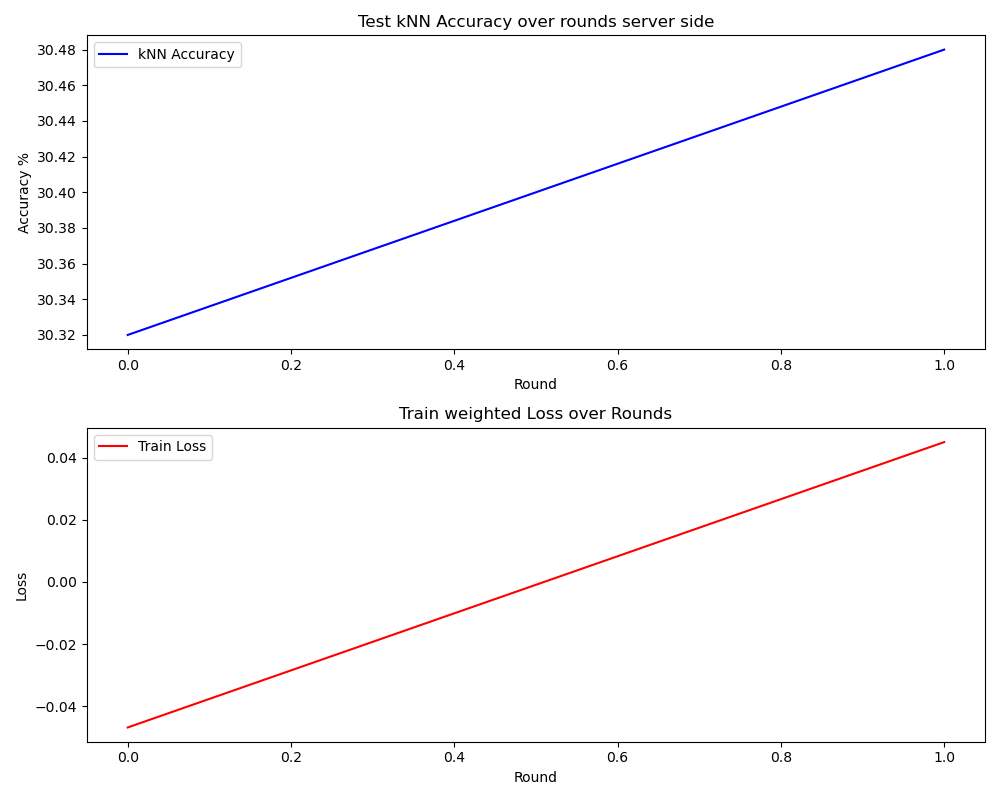 Test kNN Accuracy over rounds server side
kNN Accuracy
30.48
30.46
30.44
30.42
30.40
30.38
30.36
30.34
30.32
Accuracy %
0.0 0.2 0.4 0.6 0.8 1.0
Round
Train weighted Loss over Rounds
Train Loss
0.04
0.02
0.00
−0.02
−0.04
Loss
0.0 0.2 0.4 0.6 0.8 1.0
Round